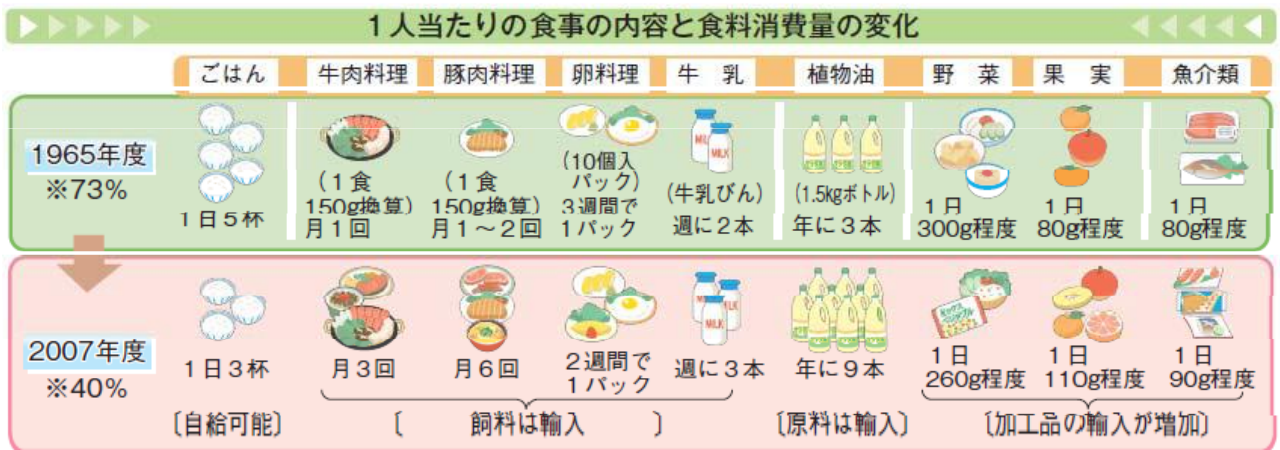 1人当たりの食事の内容と食料消費量の変化
ごはん 牛肉料理 豚肉料理 卵料理 牛 乳 植物油 野 菜 果 実 魚介類
1965年度
※73%
1日5杯
(1食
150g換算)
月1回
(1食
150g換算)
月1～2回
(10個入
パック)
3週間で
1パック
MILK
MILK
(牛乳びん)
週に2本
(1.5kgボトル)
年に3本
1日
300g程度
1日
80g程度
1日
80g程度
2007年度
※40%
1日3杯
月3回
月6回
2週間で
1パック
MILK
週に3本
年に9本
1日
260g程度
1日
110g程度
1日
90g程度
〔自給可能〕 〔 飼料は輸入 〕 〔原料は輸入〕 〔加工品の輸入が増加〕